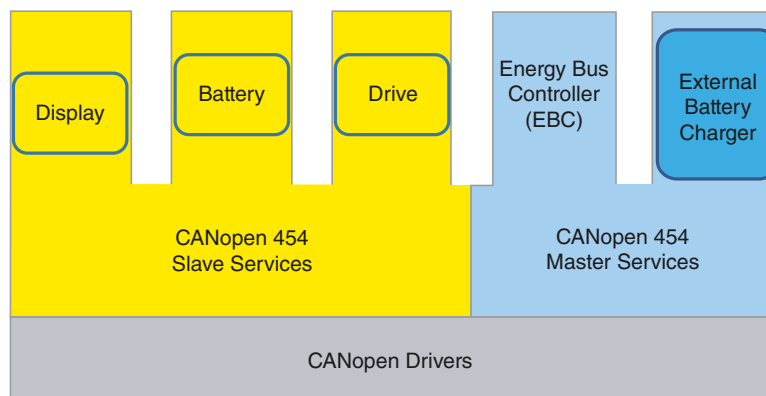 Display
Battery
Drive
Energy Bus
Controller
(EBC)
External
Battery
Charger
CANopen 454
Slave Services
CANopen 454
Master Services
CANopen Drivers